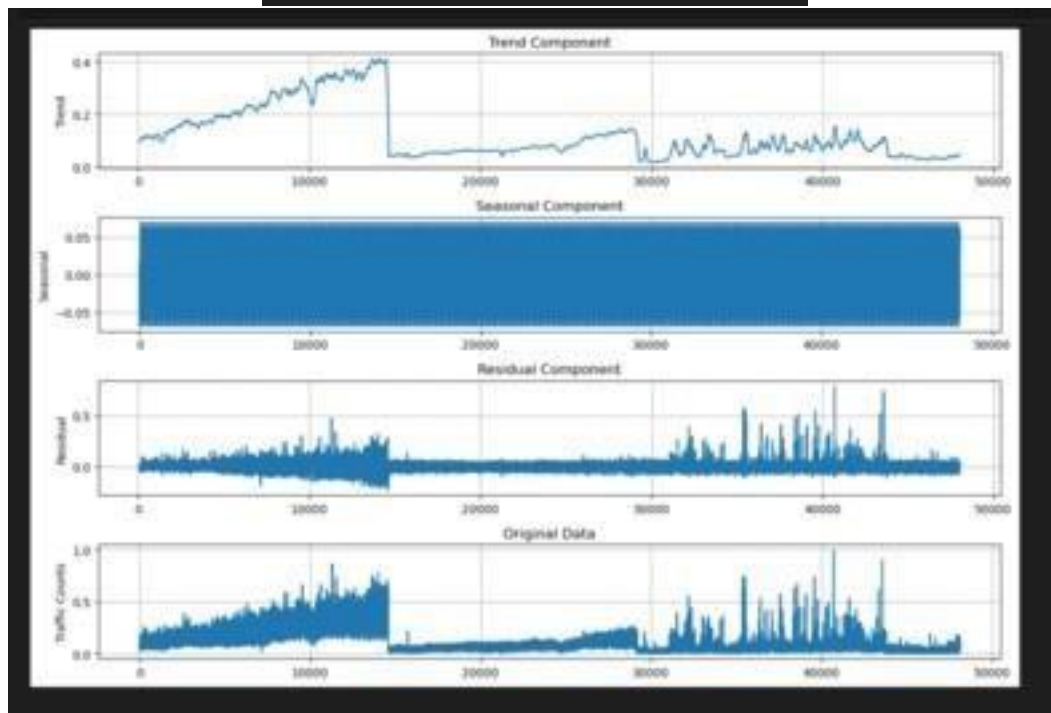 Trend Component
0.4
0.2
0.0
Trend
0 10000 20000 30000 40000 50000
Seasonal Component
0.05
0.00
−0.05
Seasonal
0 10000 20000 30000 40000 50000
Residual Component
0.5
0.0
Residual
0 10000 20000 30000 40000 50000
Original Data
1.0
0.5
0.0
Traffic Counts
0 10000 20000 30000 40000 50000